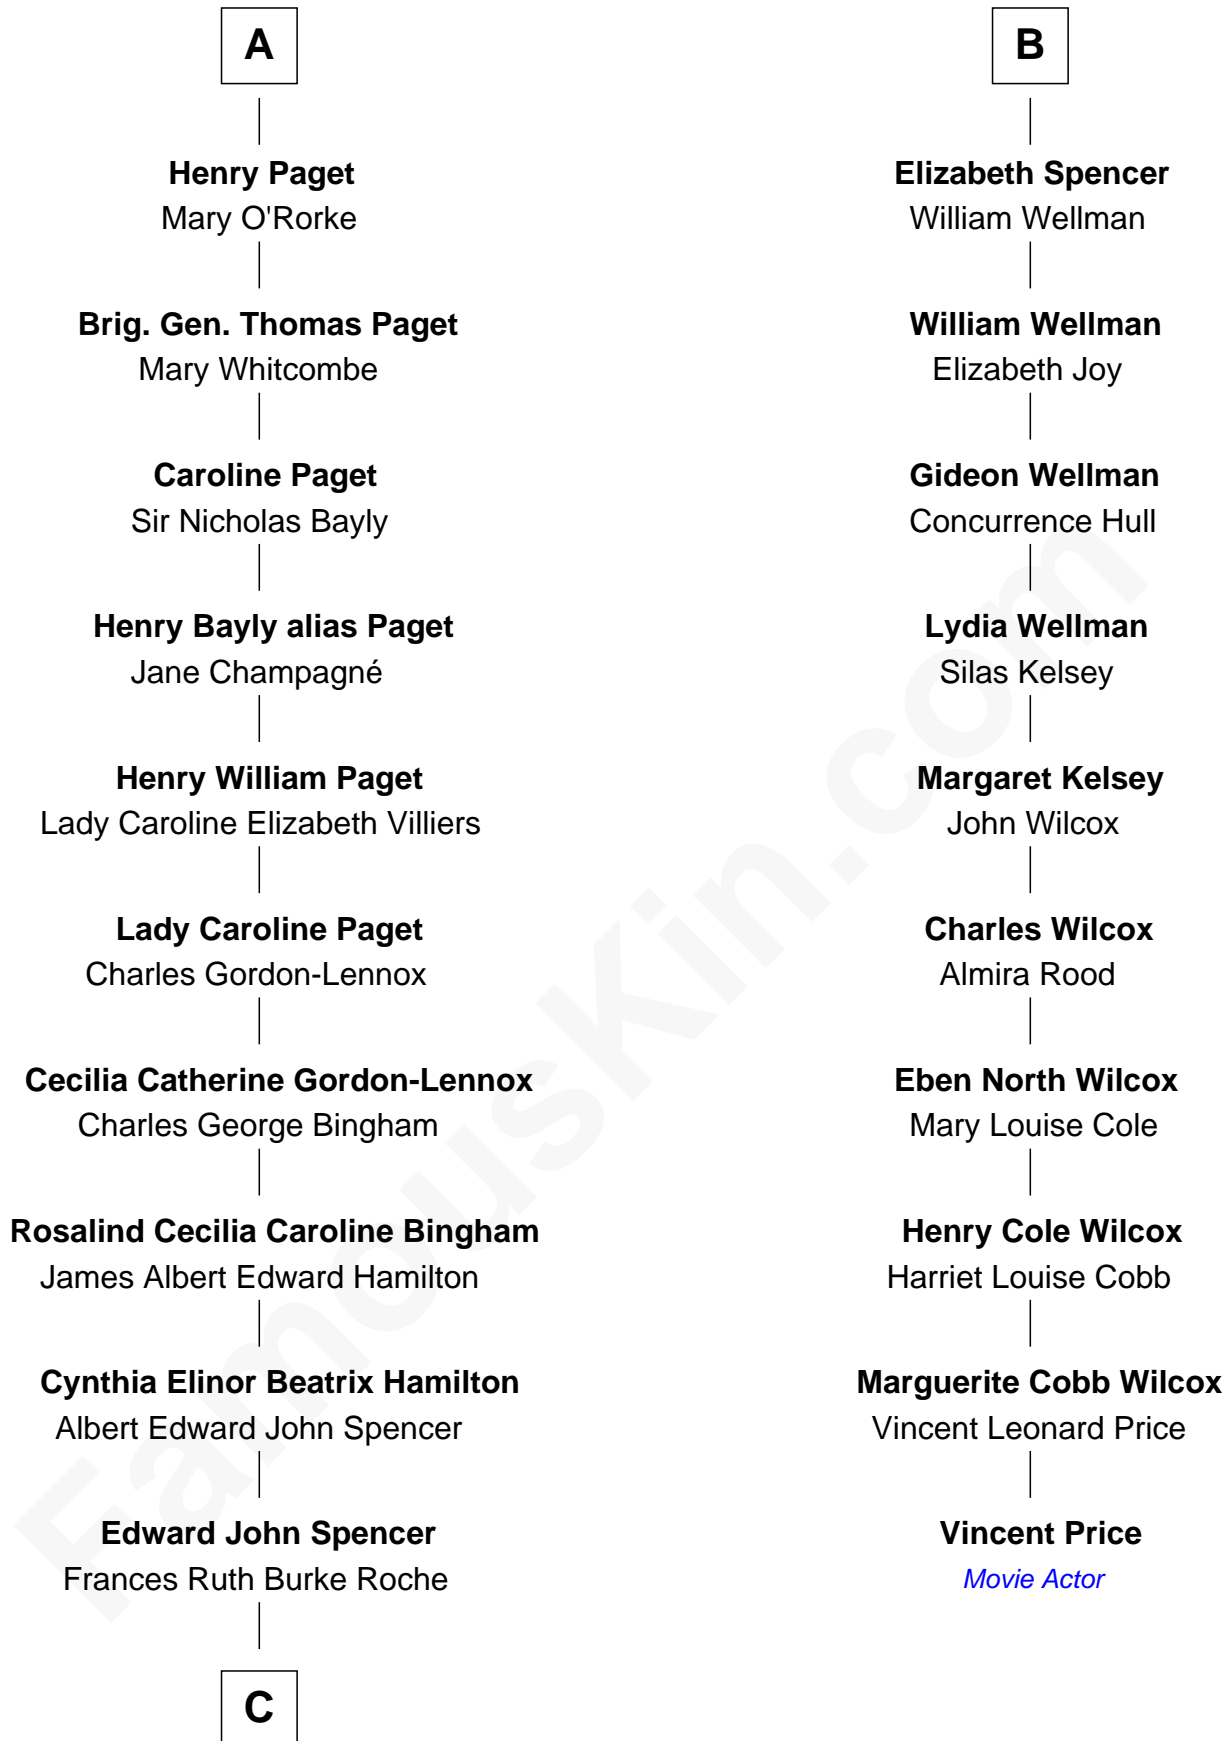 A
Henry Paget
Mary O'Rorke
Brig. Gen. Thomas Paget
Mary Whitcombe
Caroline Paget
Sir Nicholas Bayly
Henry Bayly alias Paget
Jane Champagné
Henry William Paget
Lady Caroline Elizabeth Villiers
Lady Caroline Paget
Charles Gordon-Lennox
Cecilia Catherine Gordon-Lennox
Charles George Bingham
Rosalind Cecilia Caroline Bingham
James Albert Edward Hamilton
Cynthia Elinor Beatrix Hamilton
Albert Edward John Spencer
Edward John Spencer
Frances Ruth Burke Roche
C
B
Elizabeth Spencer
William Wellman
William Wellman
Elizabeth Joy
Gideon Wellman
Concurrence Hull
Lydia Wellman
Silas Kelsey
Margaret Kelsey
John Wilcox
Charles Wilcox
Almira Rood
Eben North Wilcox
Mary Louise Cole
Henry Cole Wilcox
Harriet Louise Cobb
Marguerite Cobb Wilcox
Vincent Leonard Price
Vincent Price
Movie Actor
FamousKin.com